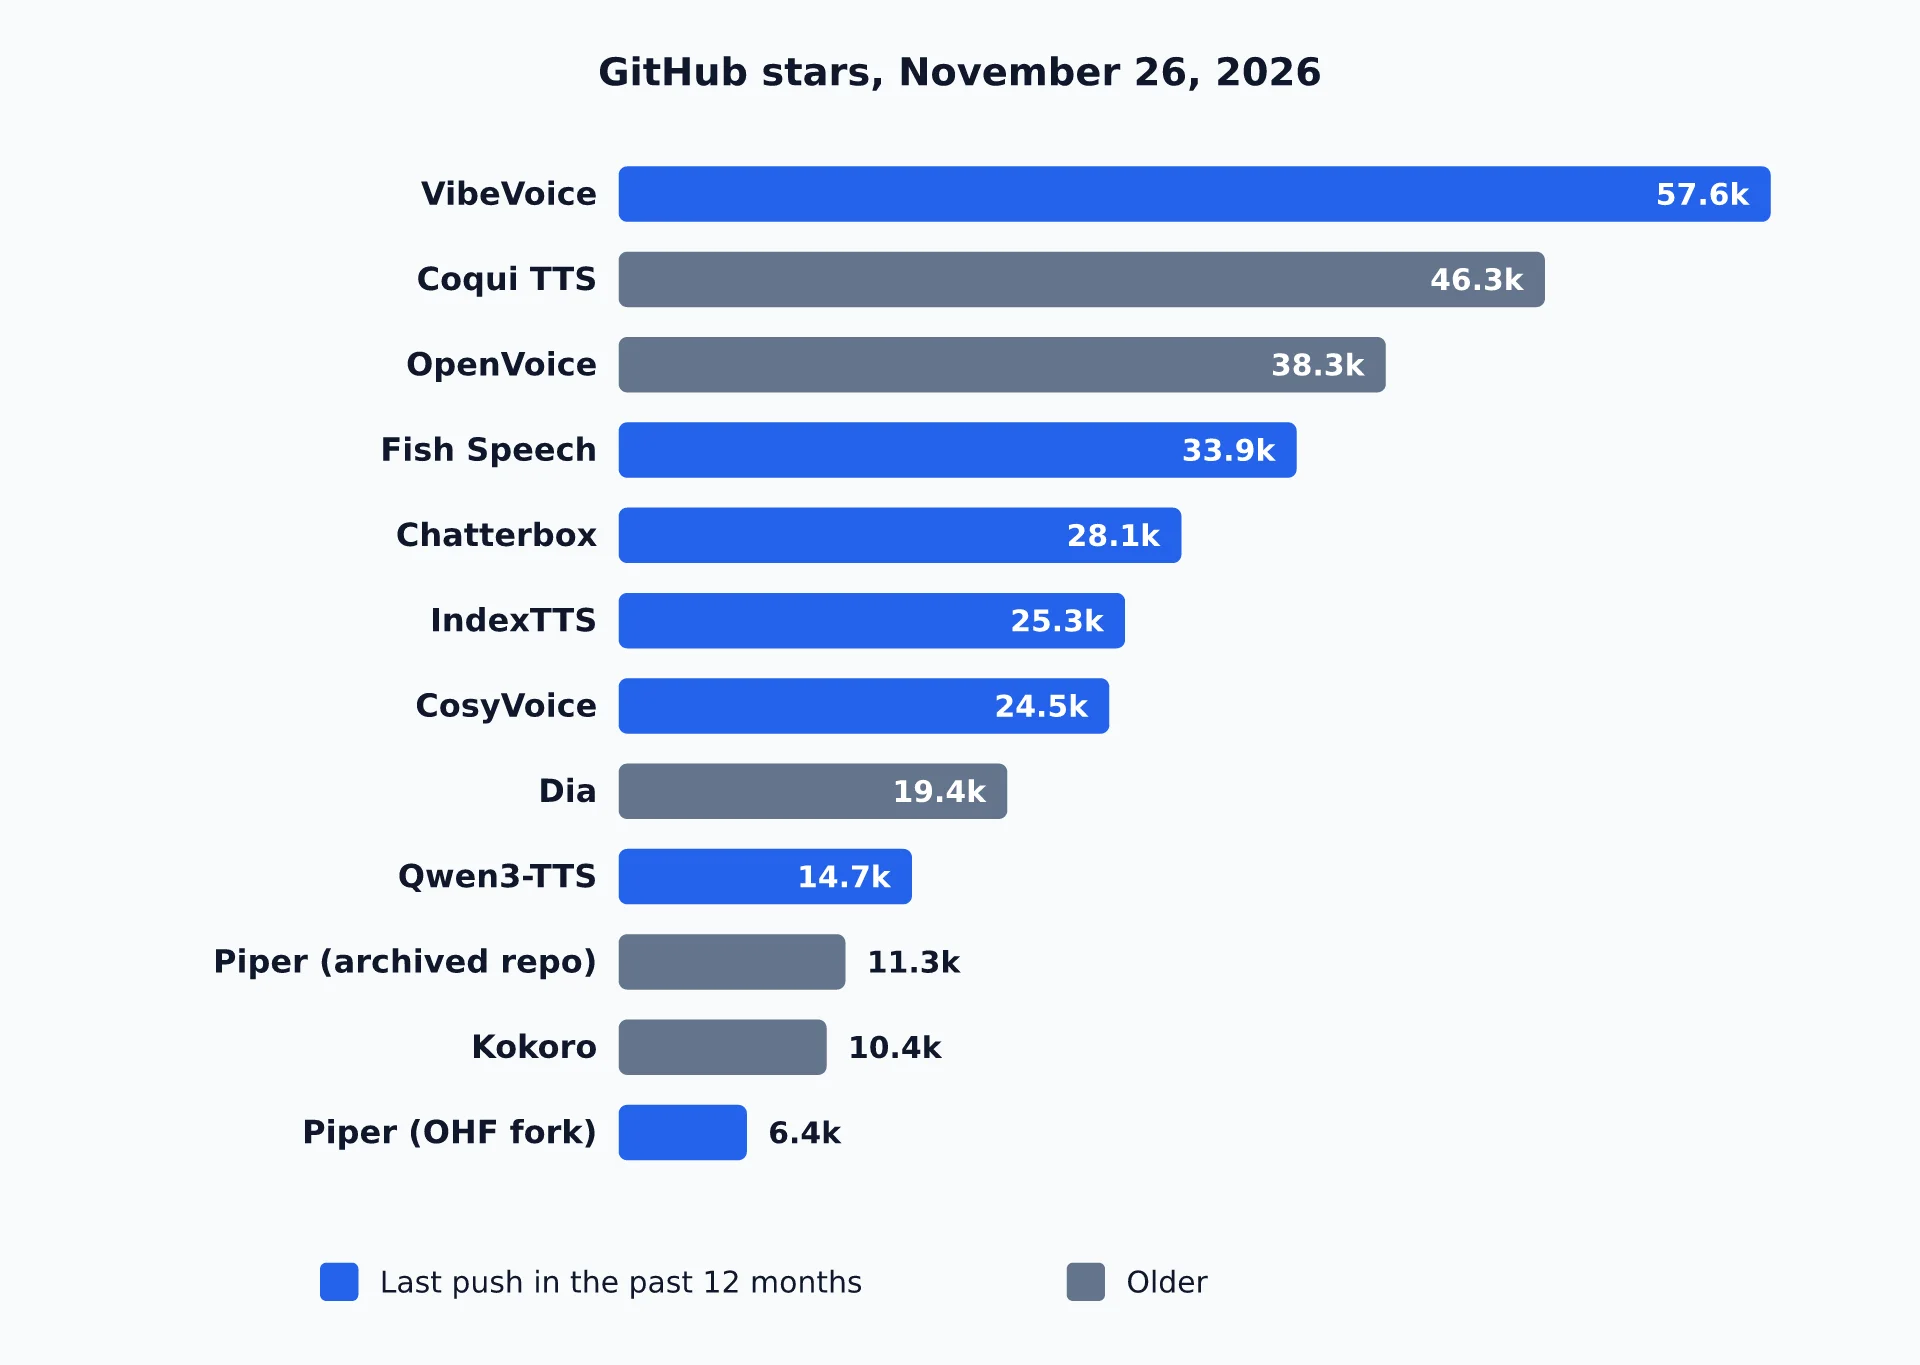 GitHub stars, November 26, 2026
VibeVoice 57.6k
Coqui TTS 46.3k
OpenVoice 38.3k
Fish Speech 33.9k
Chatterbox 28.1k
IndexTTS 25.3k
CosyVoice 24.5k
Dia 19.4k
Qwen3-TTS 14.7k
Piper (archived repo) 11.3k
Kokoro 10.4k
Piper (OHF fork) 6.4k
Last push in the past 12 months Older